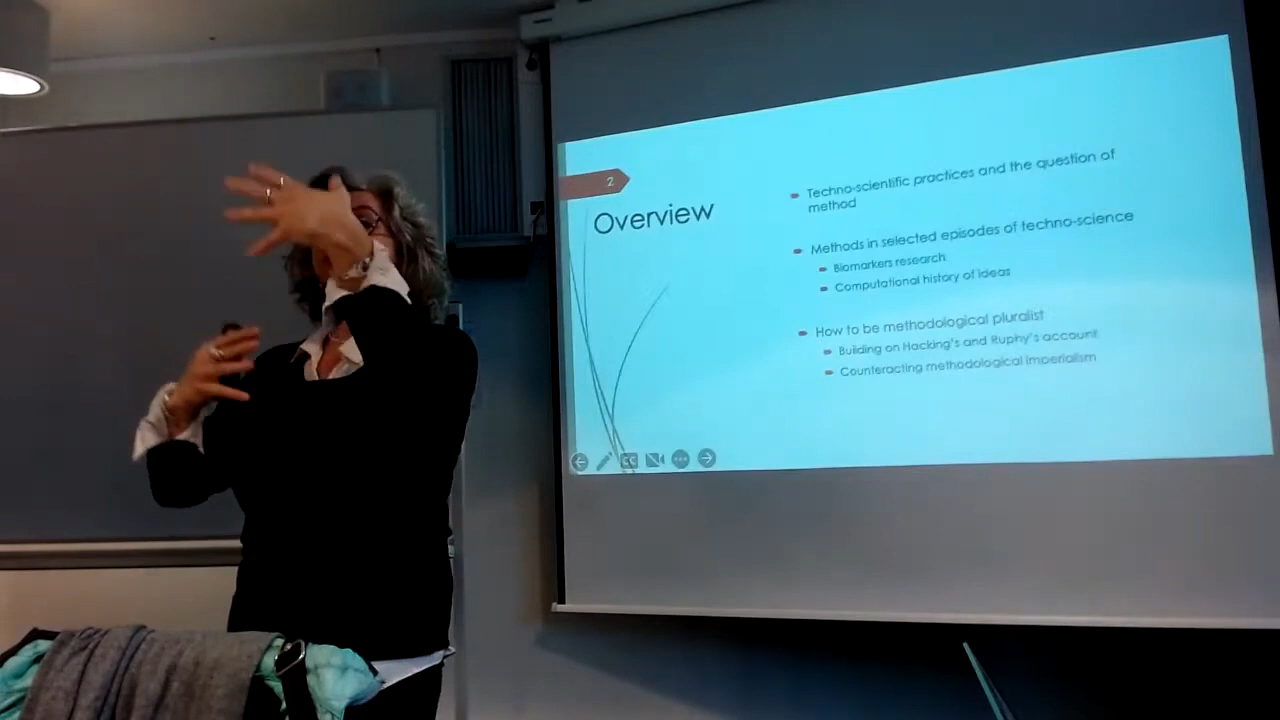 2
Overview
Techno-scientific practices and the question of
method
Methods in selected episodes of techno-science
Biomarkers research
Computational history of ideas
How to be methodological pluralist
Building on Hacking's and Ruphy's account
Counteracting methodological imperialism
CC